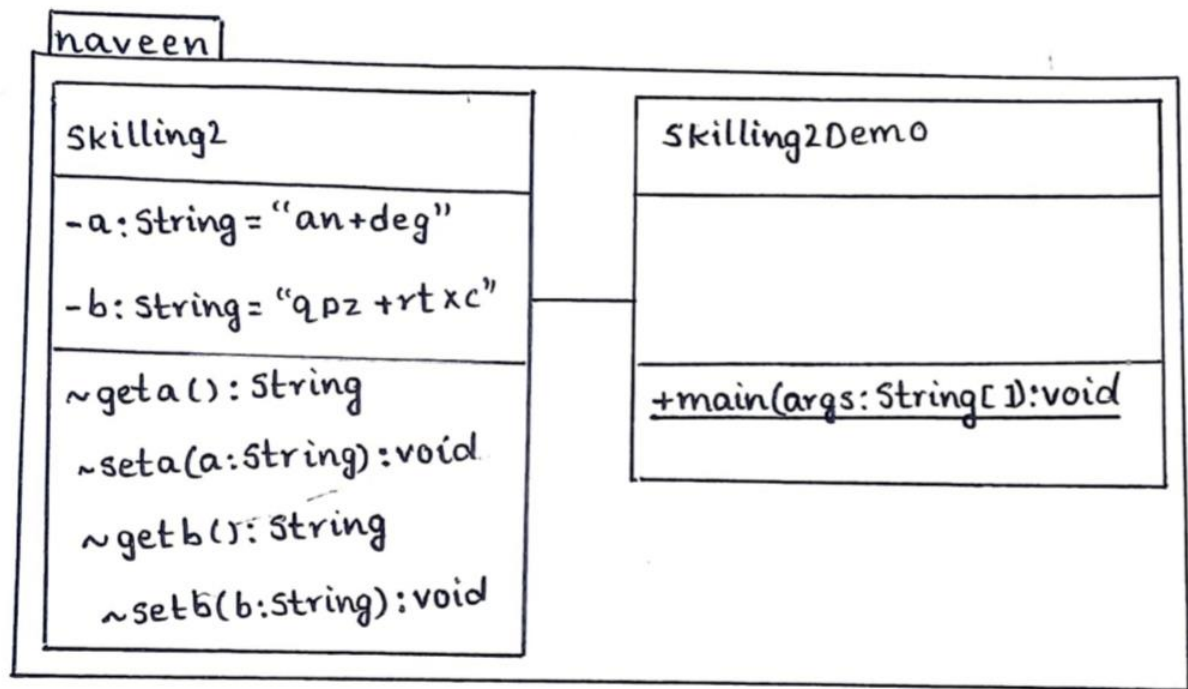 naveen
Skilling2
-a: String = "an+deg"
-b: String = "qpz +rtxc"
~geta(): String
~seta(a:String): void
~getb(): String
~setb(b:String): void
Skilling2Demo
+main(args: String[]):void